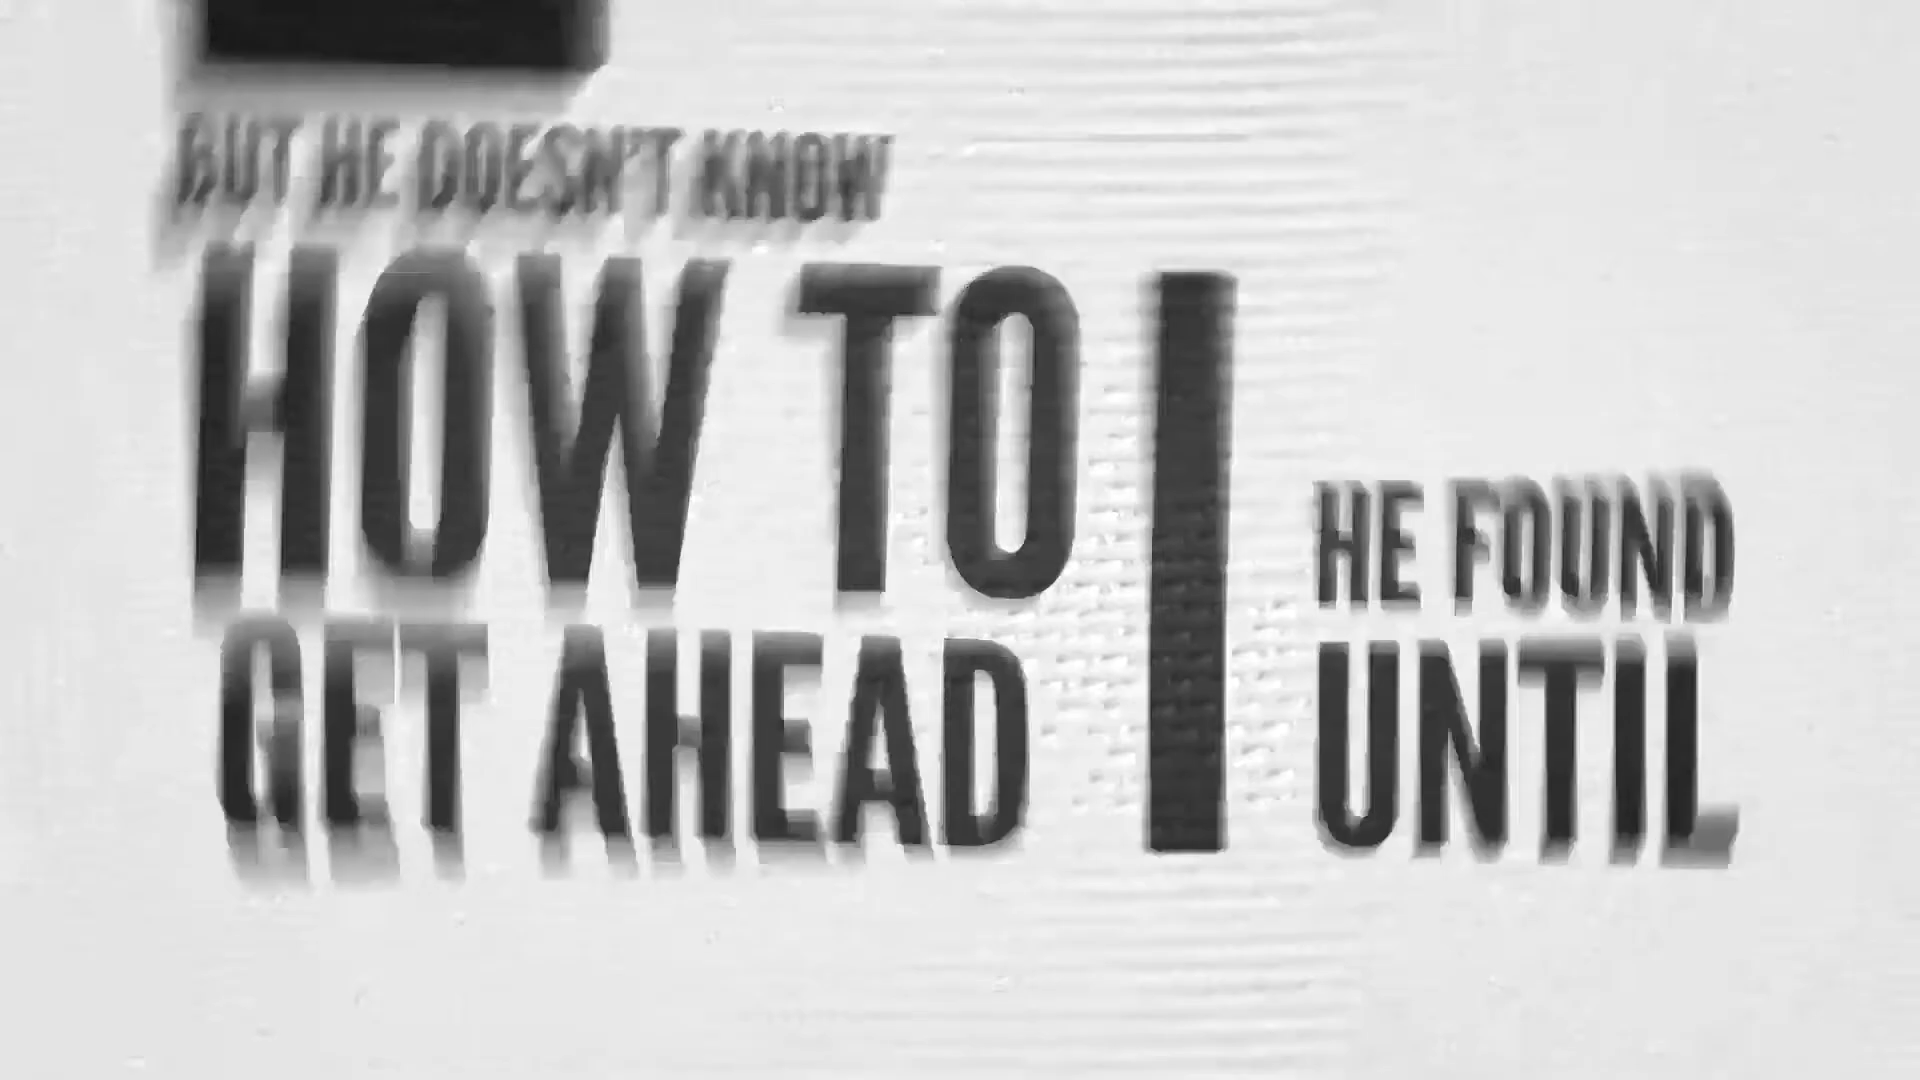 BUT HE DOESN'T KNOW
HOW TO
GET AHEAD
HE FOUND
UNTIL